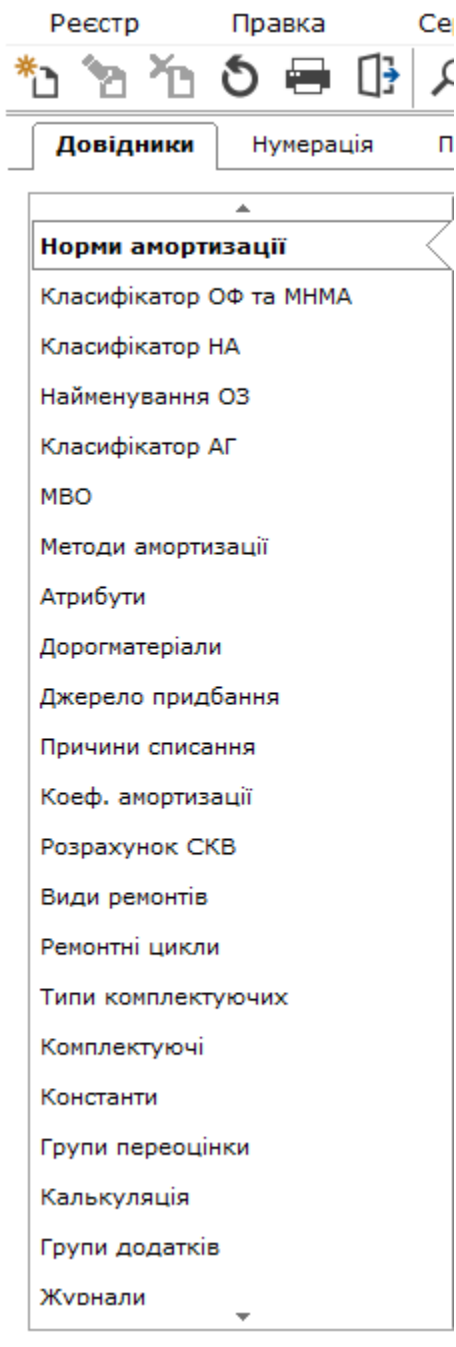 Реєстр Правка Се
Довідники Нумерація П
Норми амортизації
Класифікатор ОФ та МНМА
Класифікатор НА
Найменування ОЗ
Класифікатор АГ
МВО
Методи амортизації
Атрибути
Дорогматеріали
Джерело придбання
Причини списання
Коеф. амортизації
Розрахунок СКВ
Види ремонтів
Ремонтні цикли
Типи комплектуючих
Комплектуючі
Константи
Групи переоцінки
Калькуляція
Групи додатків
Журнали